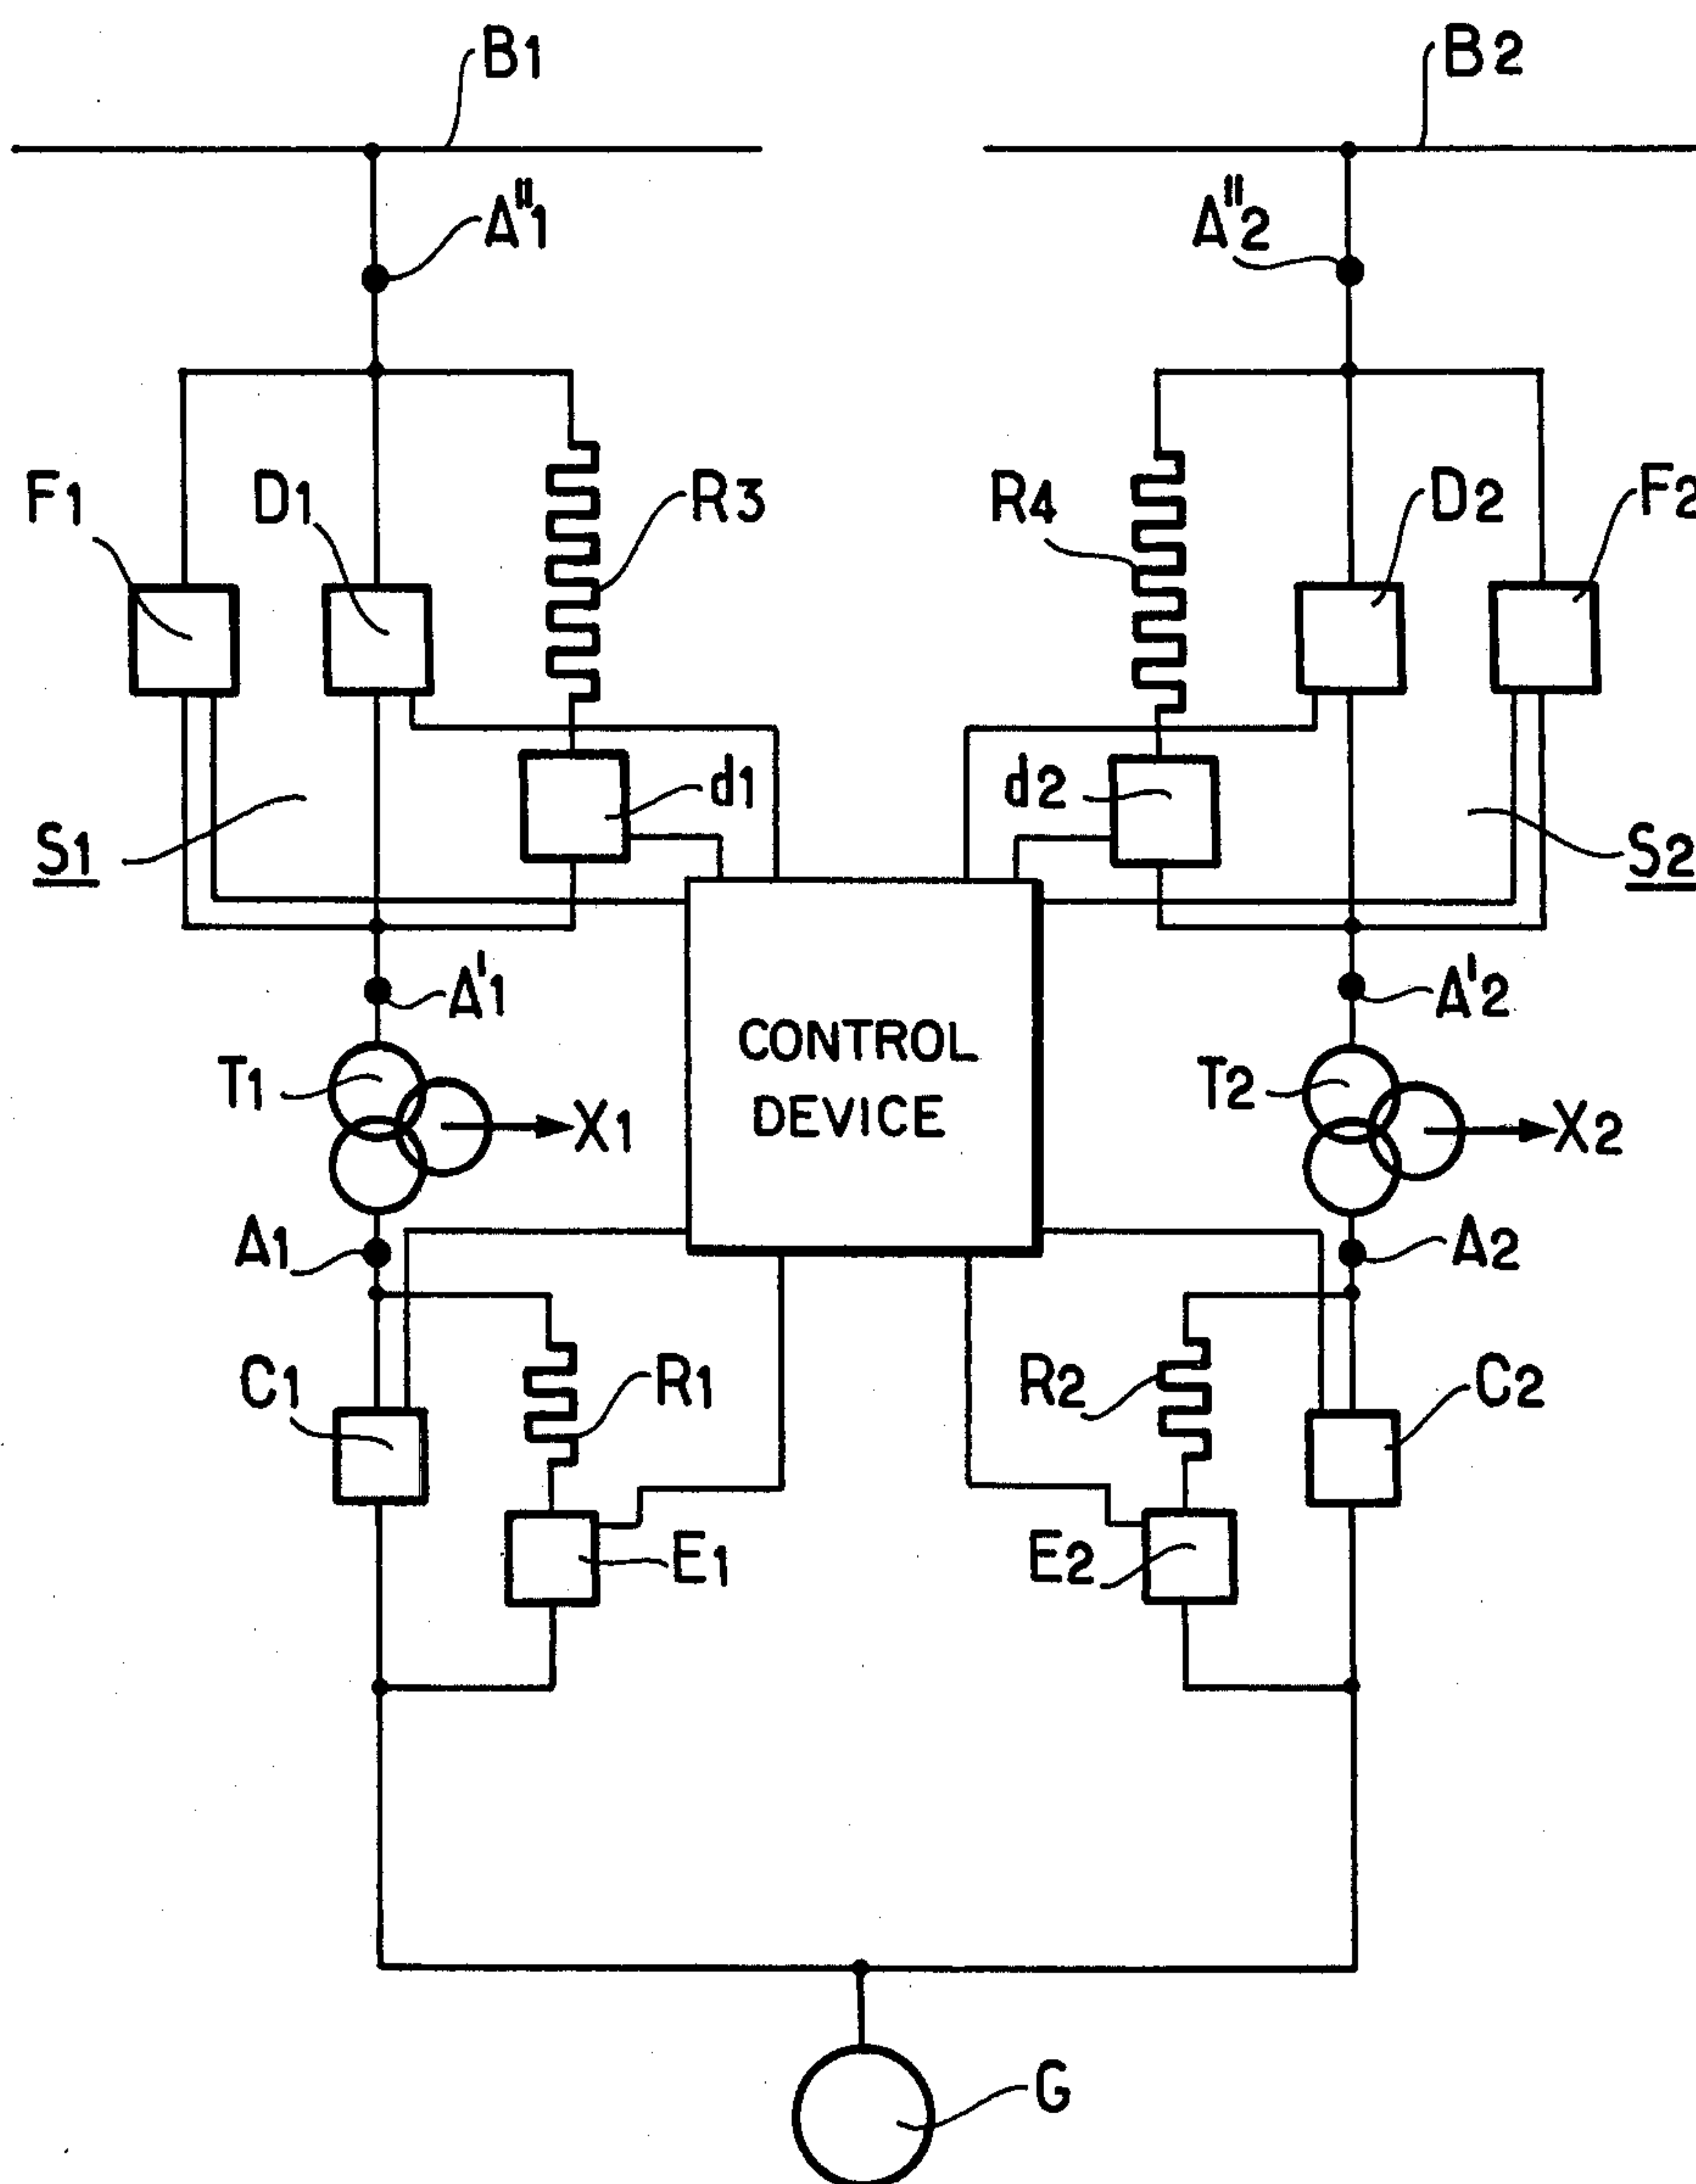 B1
B2
A"1
A"2
F1
D1
R3
R4
D2
F2
d1
d2
S1
S2
A'1
A'2
CONTROL
DEVICE
T1
X1
T2
X2
A1
A2
C1
R1
R2
C2
E1
E2
G